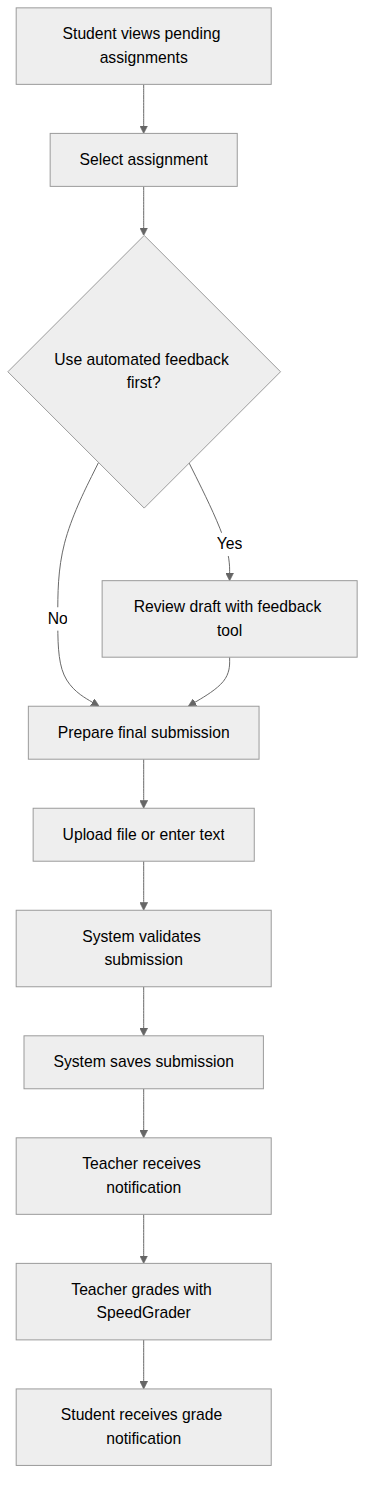 Student views pending
assignments
Select assignment
Use automated feedback
first?
Yes
No
Review draft with feedback
tool
Prepare final submission
Upload file or enter text
System validates
submission
System saves submission
Teacher receives
notification
Teacher grades with
SpeedGrader
Student receives grade
notification